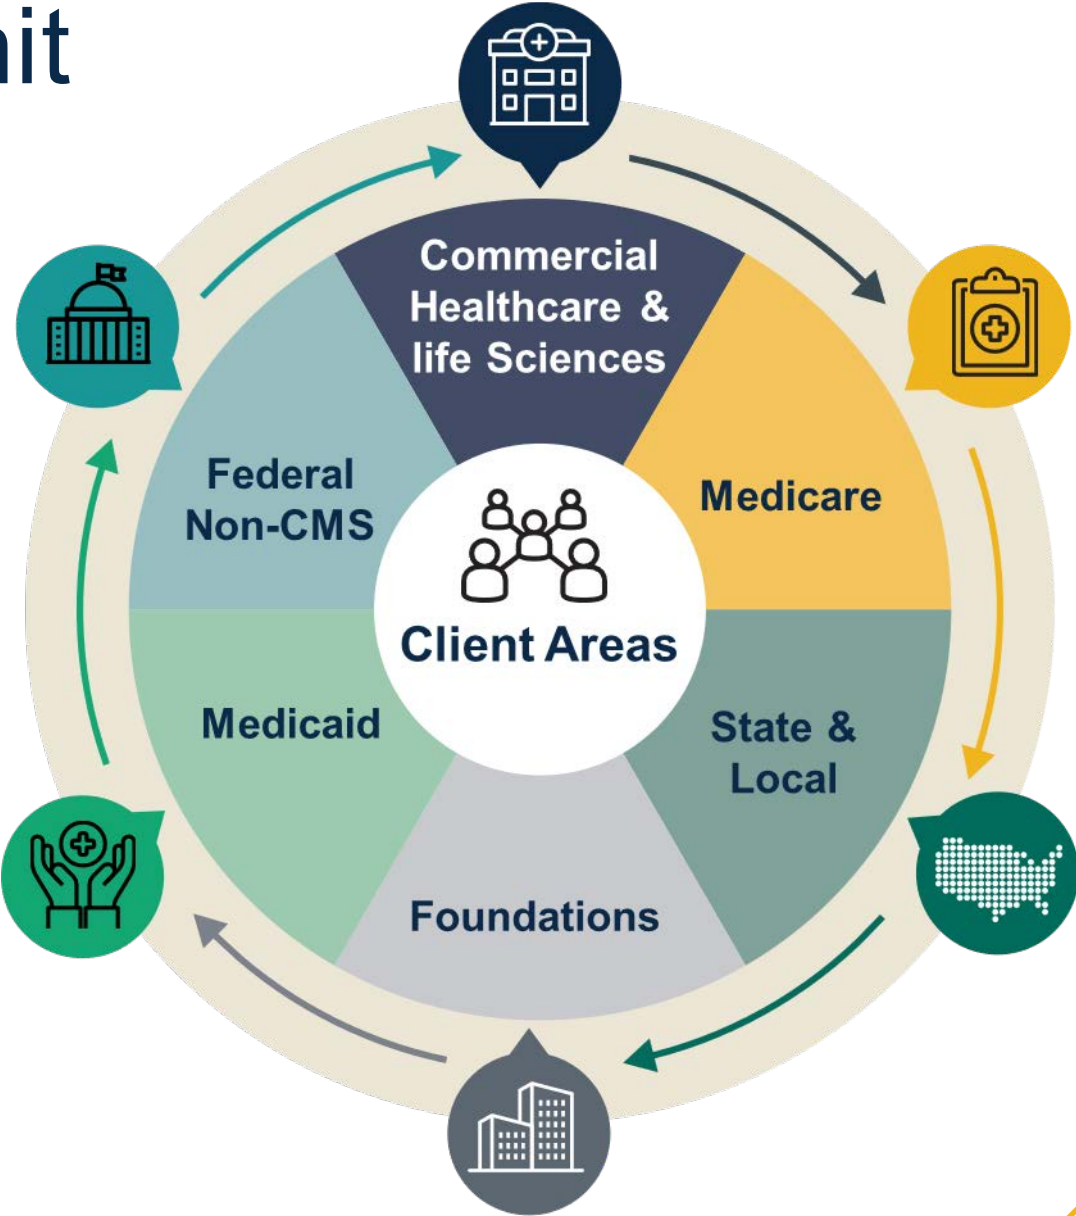 Commercial
Healthcare &
life Sciences
Medicare
State &
Local
Foundations
Medicaid
Federal
Non-CMS
Client Areas